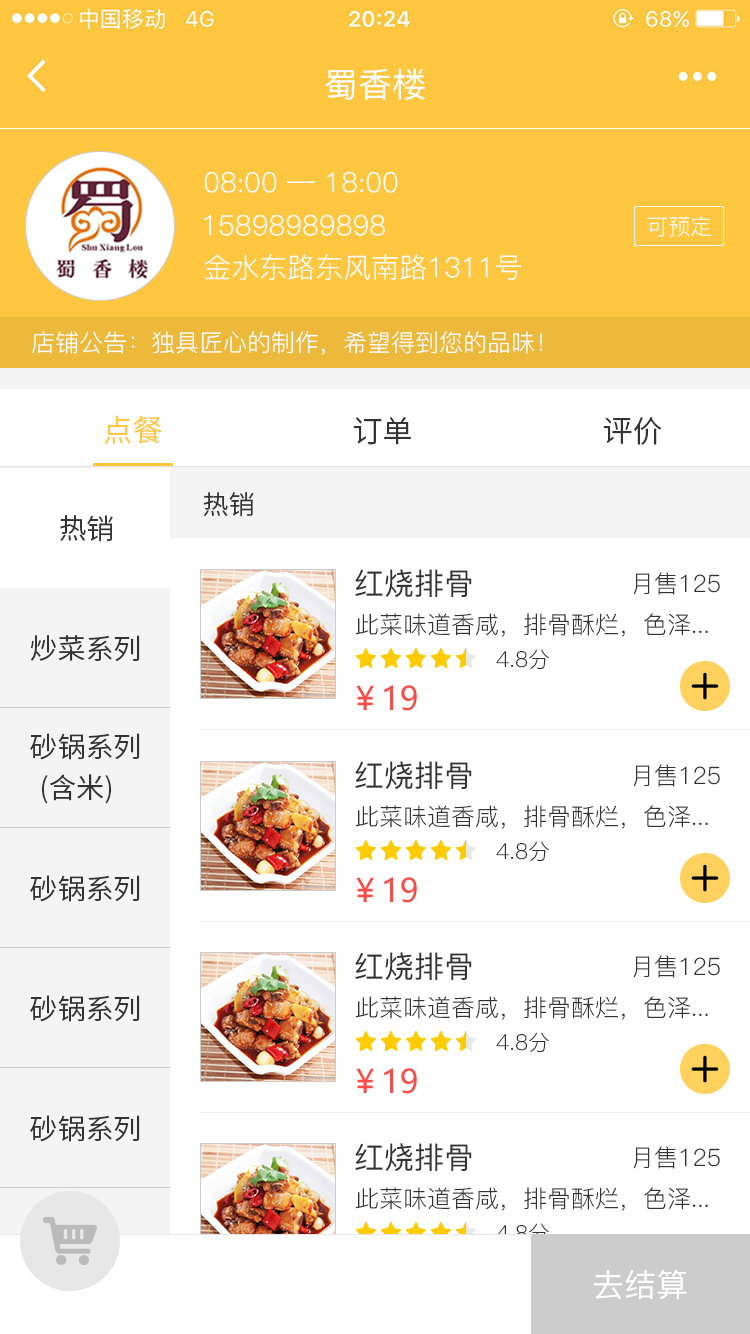 中国移动 4G 20:24 68%
蜀香楼
蜀
Shu Xiang Lou
蜀香楼
08:00 — 18:00
15898989898
金水东路东风南路1311号
可预定
店铺公告：独具匠心的制作，希望得到您的品味！
点餐 订单 评价
热销
炒菜系列
砂锅系列
(含米)
砂锅系列
砂锅系列
砂锅系列
热销
红烧排骨 月售125
此菜味道香咸，排骨酥烂，色泽...
4.8分
￥19
红烧排骨 月售125
此菜味道香咸，排骨酥烂，色泽...
4.8分
￥19
红烧排骨 月售125
此菜味道香咸，排骨酥烂，色泽...
4.8分
￥19
红烧排骨 月售125
此菜味道香咸，排骨酥烂，色泽...
4.8分
去结算